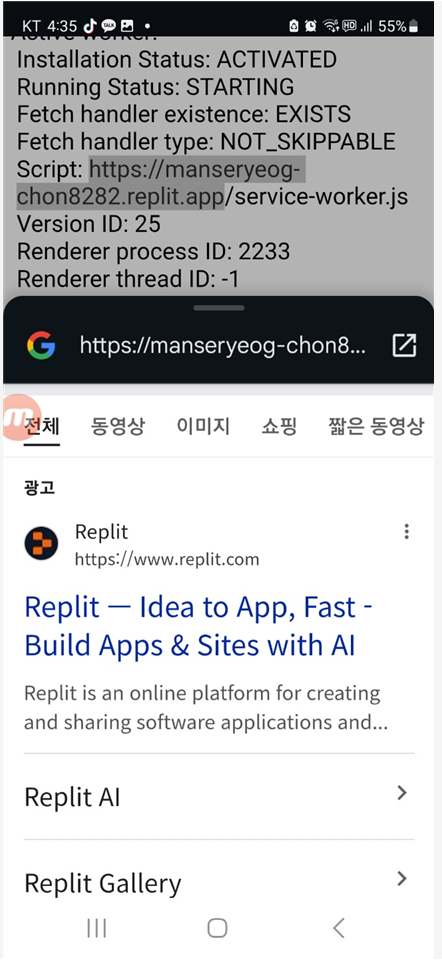 KT 4:35 TALK HD 55%
Active worker:
Installation Status: ACTIVATED
Running Status: STARTING
Fetch handler existence: EXISTS
Fetch handler type: NOT_SKIPPABLE
Script: https://manseryeog-
chon8282.replit.app/service-worker.js
Version ID: 25
Renderer process ID: 2233
Renderer thread ID: -1
https://manseryeog-chon8...
전체 동영상 이미지 쇼핑 짧은 동영상
광고
Replit
https://www.replit.com
Replit — Idea to App, Fast -
Build Apps & Sites with AI
Replit is an online platform for creating
and sharing software applications and...
Replit AI
Replit Gallery